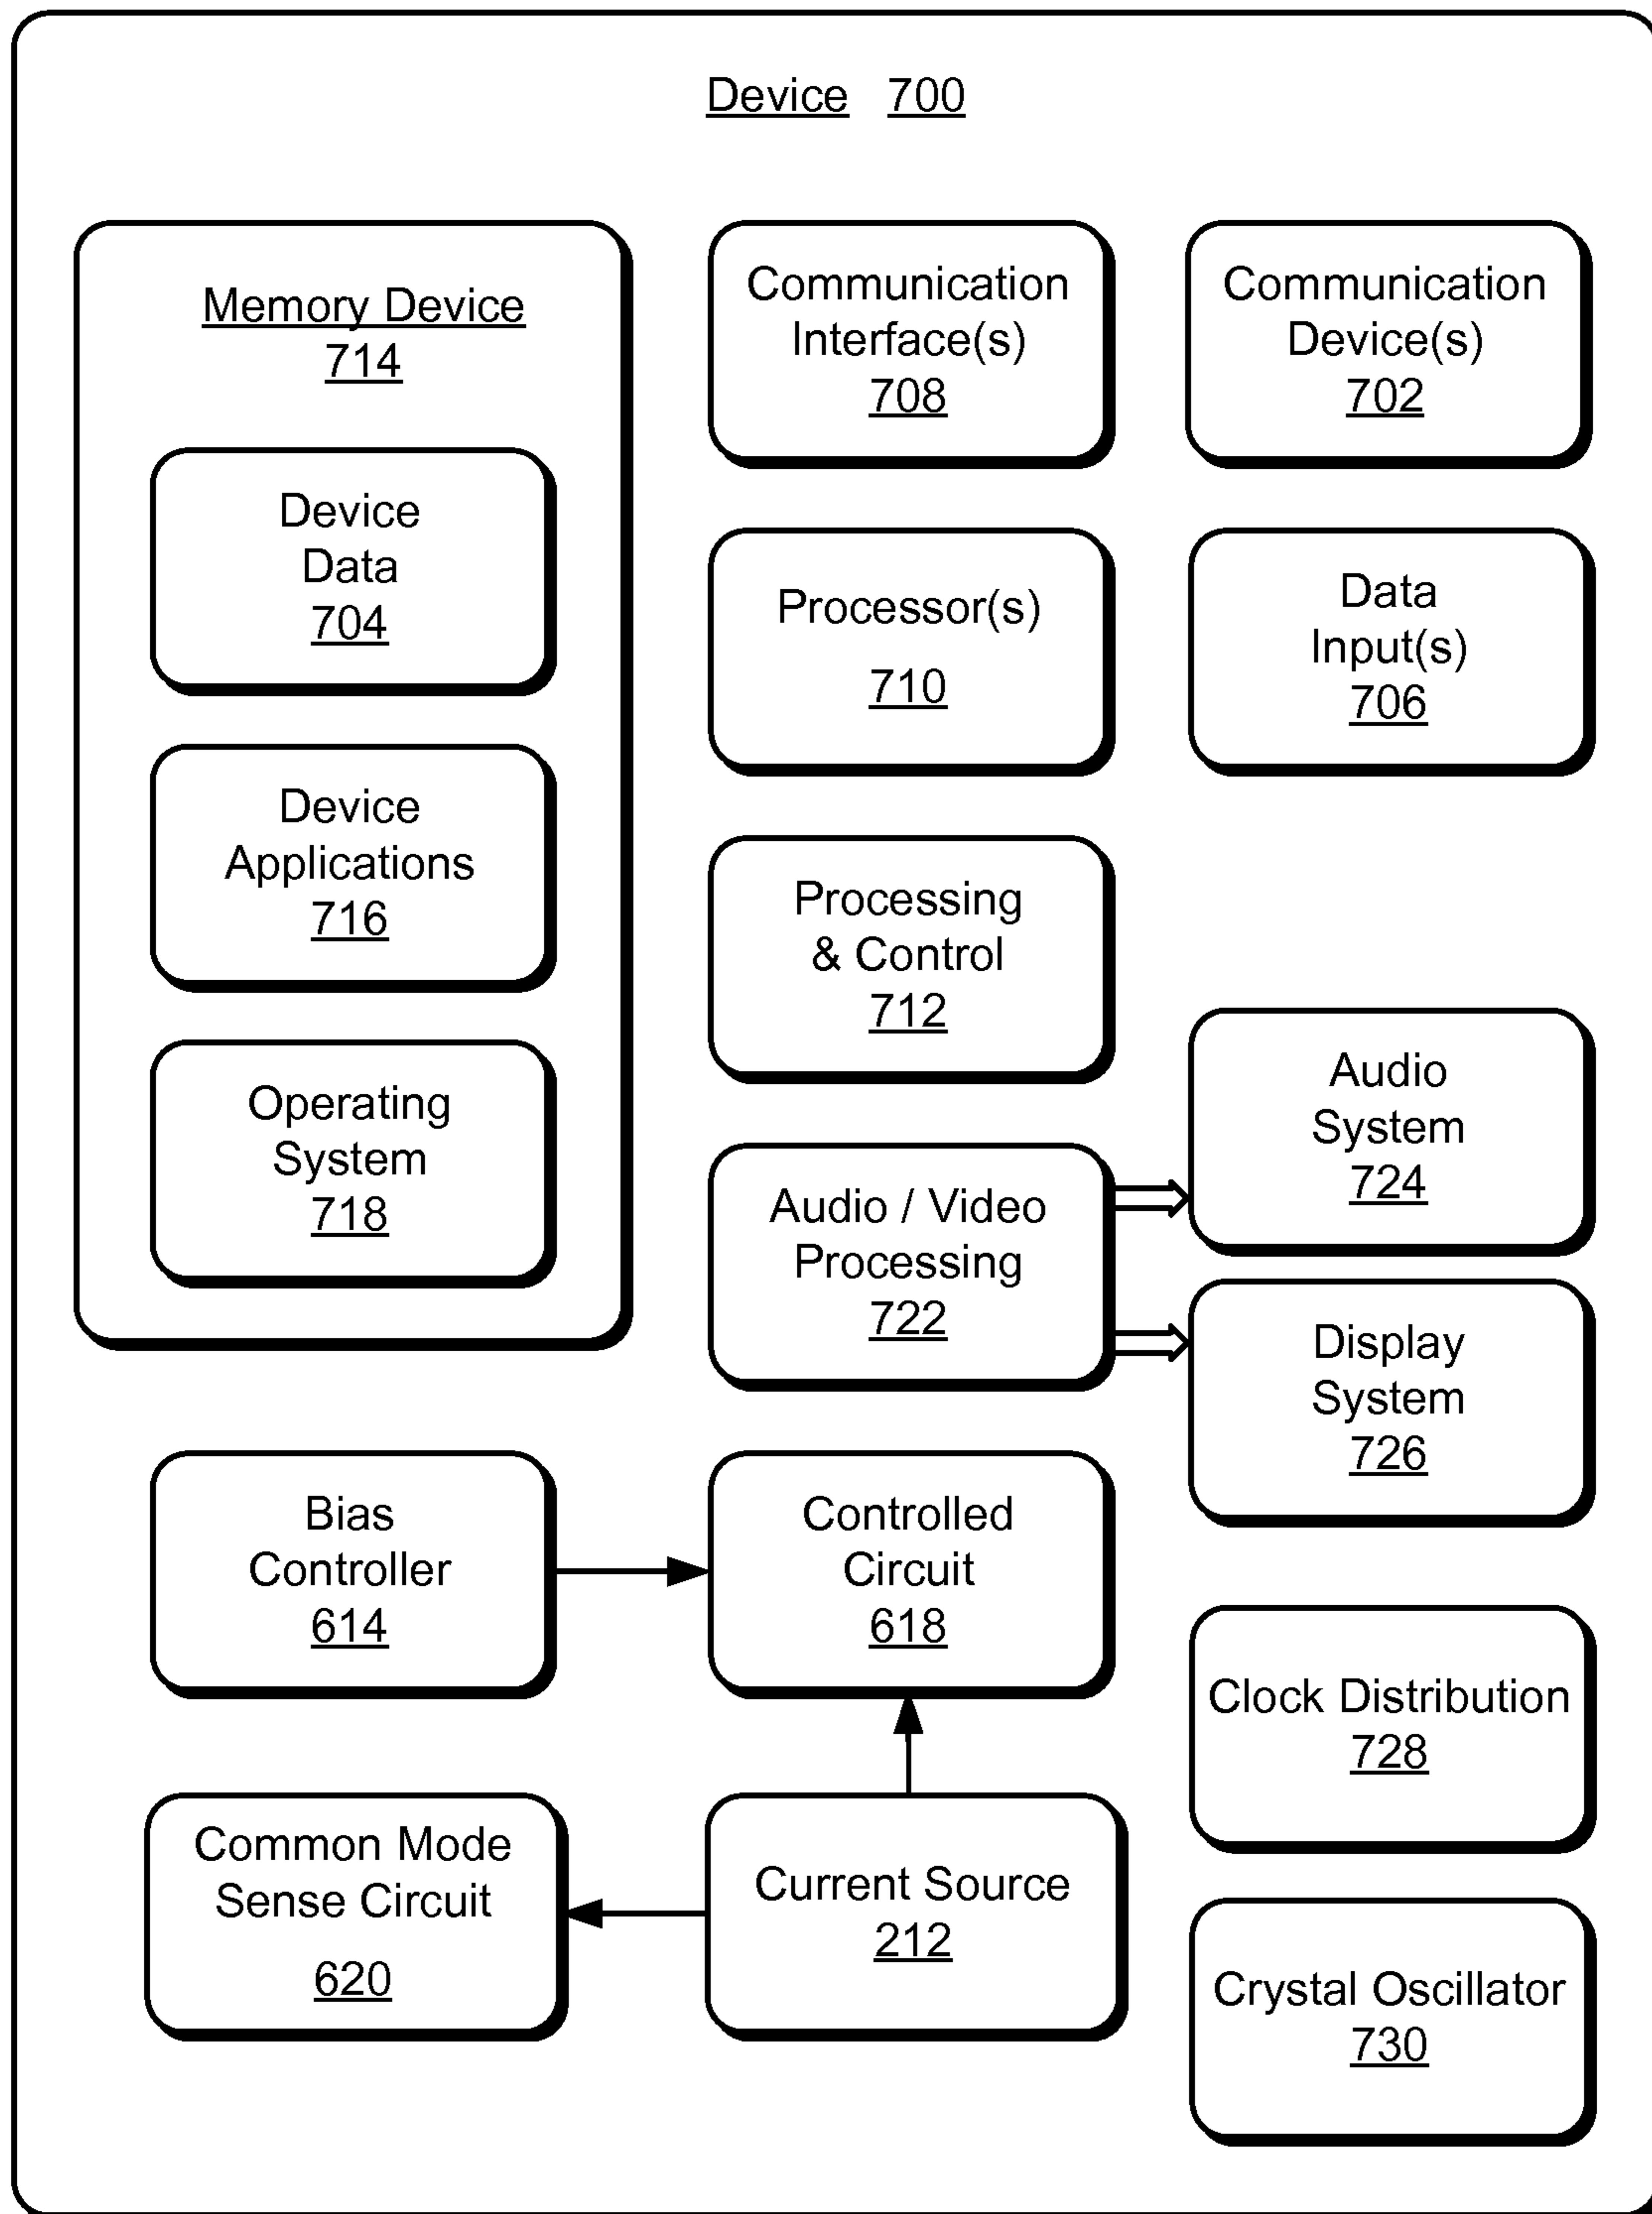 Device 700
Memory Device
714
Device
Data
704
Device
Applications
716
Operating
System
718
Communication
Interface(s)
708
Communication
Device(s)
702
Processor(s)
710
Data
Input(s)
706
Processing
& Control
712
Audio / Video
Processing
722
Audio
System
724
Display
System
726
Bias
Controller
614
Controlled
Circuit
618
Common Mode
Sense Circuit
620
Current Source
212
Clock Distribution
728
Crystal Oscillator
730